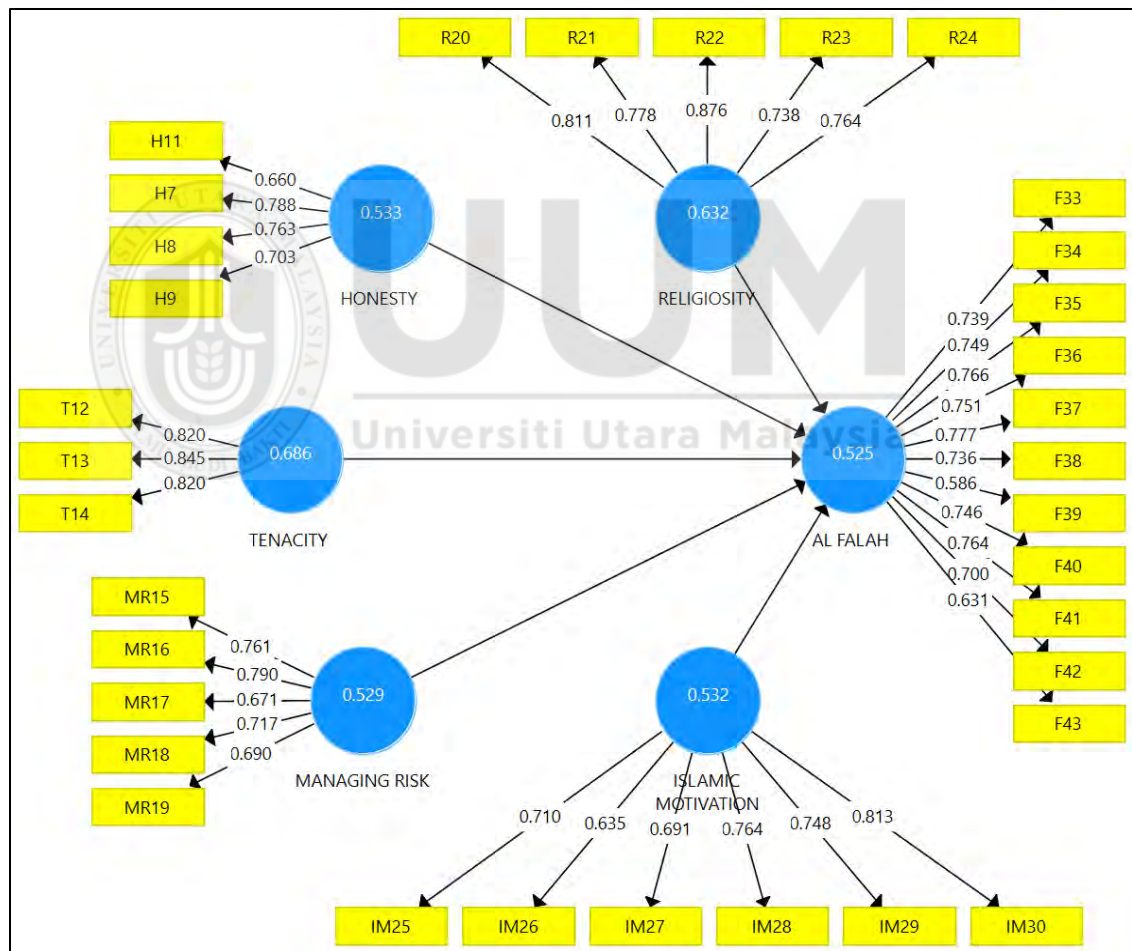 R20
R21
R22
R23
R24
0.811
0.778
0.876
0.738
0.764
H11
H7
H8
H9
0.660
0.788
0.763
0.703
0.533
HONESTY
0.632
RELIGIOSITY
T12
T13
T14
0.820
0.845
0.820
0.686
TENACITY
MR15
MR16
MR17
MR18
MR19
0.761
0.790
0.671
0.717
0.690
0.529
MANAGING RISK
0.532
ISLAMIC
MOTIVATION
0.710
0.635
0.691
0.764
0.748
0.813
IM25
IM26
IM27
IM28
IM29
IM30
0.525
AL FALAH
0.739
0.749
0.766
0.751
0.777
0.736
0.586
0.746
0.764
0.700
0.631
F33
F34
F35
F36
F37
F38
F39
F40
F41
F42
F43
UUM
Universiti Utara Malaysia
UNIVERSITI UTARA MALAYSIA